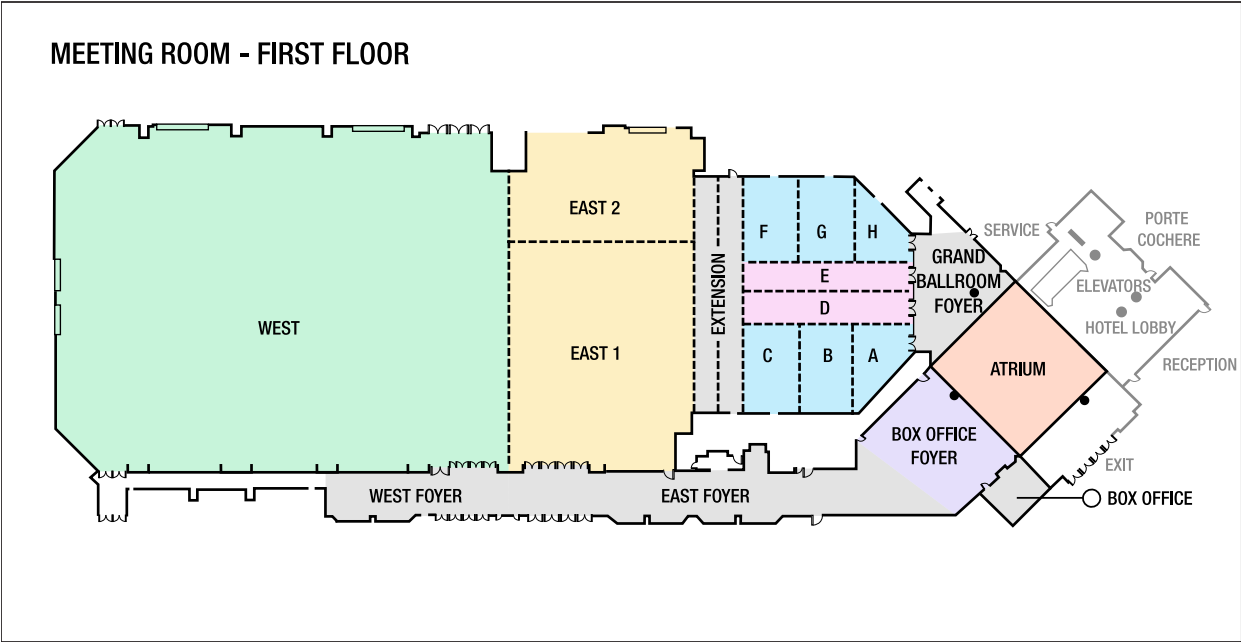 MEETING ROOM - FIRST FLOOR
PORTE
COCHERE
SERVICE
EAST 2
F
G
H
GRAND
BALLROOM
FOYER
ELEVATORS
EXTENSION
E
D
HOTEL LOBBY
WEST
EAST 1
C
B
A
ATRIUM
RECEPTION
BOX OFFICE
FOYER
EXIT
WEST FOYER
EAST FOYER
BOX OFFICE